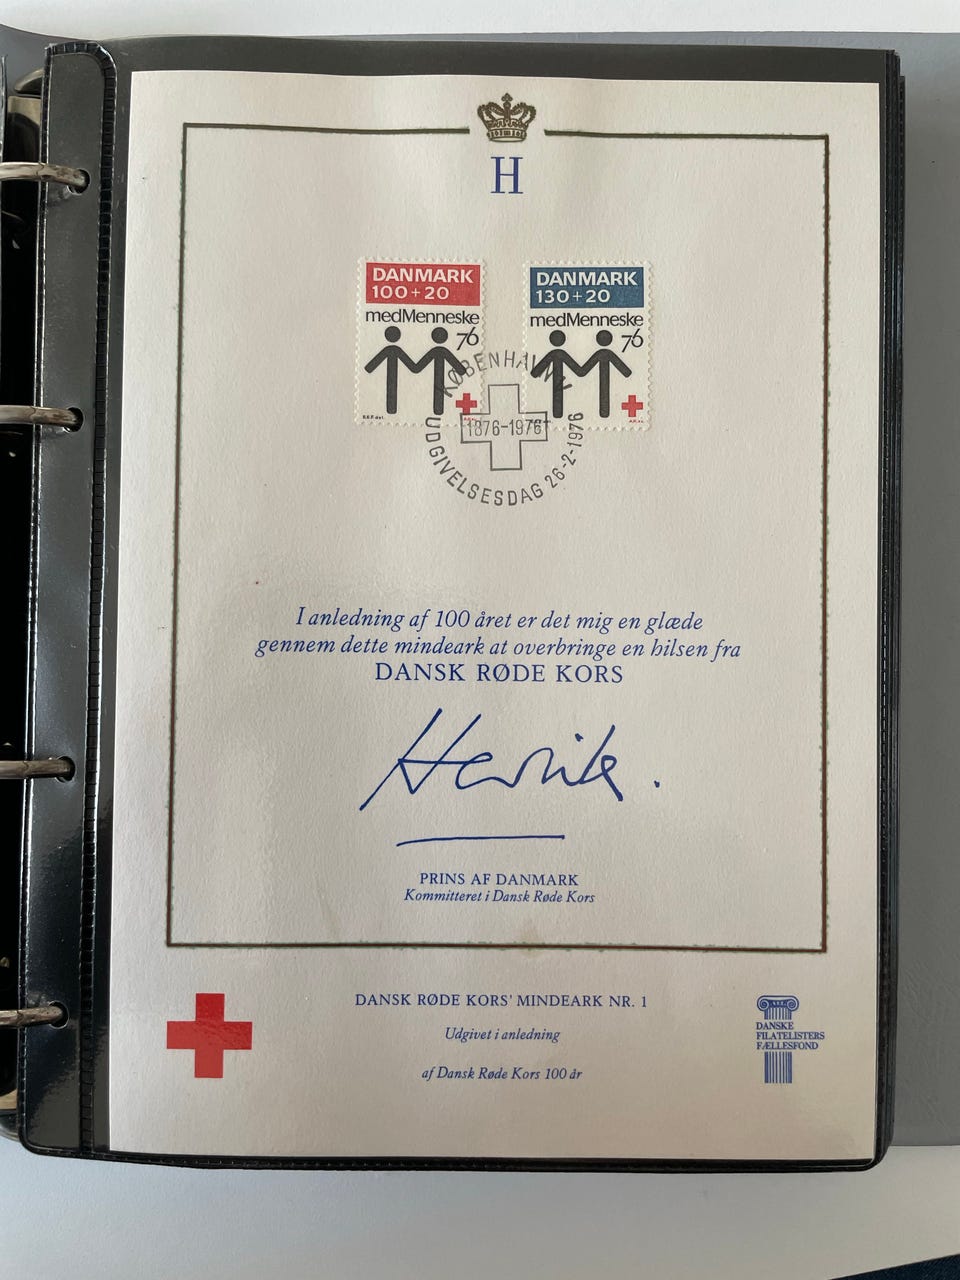 H
DANMARK
100+20
medMenneske
76
DANMARK
130+20
medMenneske
76
KØBENHAVN
1876-1976
UDGIVELSESDAG 26-2-1976
I anledning af 100 året er det mig en glæde
gennem dette mindeark at overbringe en hilsen fra
DANSK RØDE KORS
Henrik.
PRINS AF DANMARK
Kommitteret i Dansk Røde Kors
DANSK RØDE KORS' MINDEARK NR. 1
Udgivet i anledning
af Dansk Røde Kors 100 år
DANSKE
FILATELISTERS
FÆLLESFOND